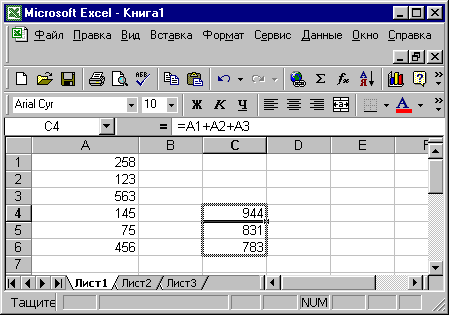 Microsoft Excel - Книга1
Файл Правка Вид Вставка Формат Сервис Данные Окно Справка
Arial Cyr 10 Ж К Ч
C4 = =A1+A2+A3
A B C D E F
1 258
2 123
3 563
4 145 944
5 75 831
6 456 783
7
Лист1 Лист2 Лист3
Тащите NUM